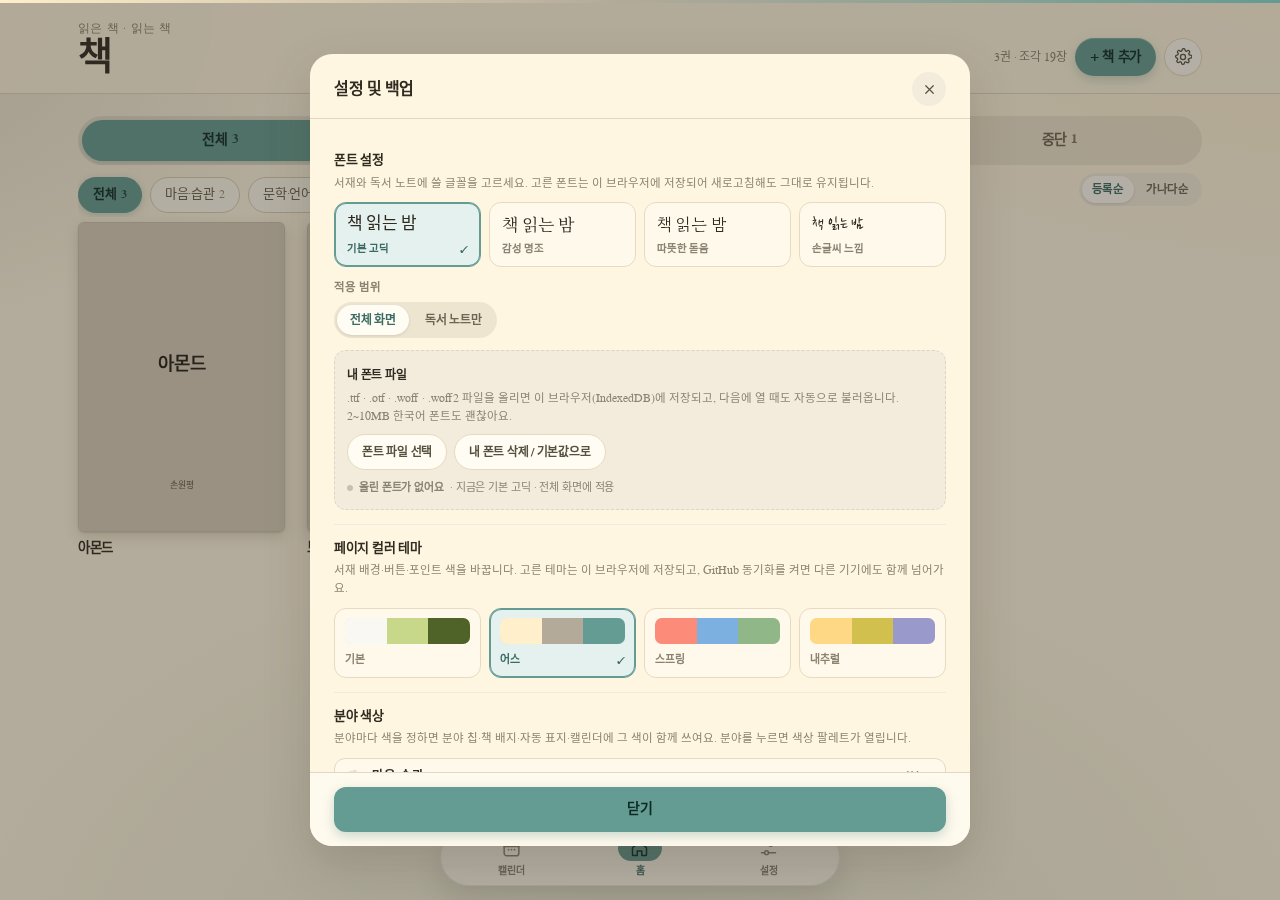 읽은 책 · 읽는 책
책
3권 · 조각 19장
+ 책 추가
전체 3
중단 1
전체 3
마음·습관 2
문학·언어
등록순
가나다순
아몬드
손원평
아몬드
설정 및 백업
폰트 설정
서재와 독서 노트에 쓸 글꼴을 고르세요. 고른 폰트는 이 브라우저에 저장되어 새로고침해도 그대로 유지됩니다.
책 읽는 밤
기본 고딕 ✓
책 읽는 밤
감성 명조
책 읽는 밤
따뜻한 돋움
책 읽는 밤
손글씨 느낌
적용 범위
전체 화면
독서 노트만
내 폰트 파일
.ttf · .otf · .woff · .woff2 파일을 올리면 이 브라우저(IndexedDB)에 저장되고, 다음에 열 때도 자동으로 불러옵니다.
2~10MB 한국어 폰트도 괜찮아요.
폰트 파일 선택
내 폰트 삭제 / 기본값으로
올린 폰트가 없어요 · 지금은 기본 고딕 · 전체 화면에 적용
페이지 컬러 테마
서재 배경·버튼·포인트 색을 바꿉니다. 고른 테마는 이 브라우저에 저장되고, GitHub 동기화를 켜면 다른 기기에도 함께 넘어가
요.
기본
어스 ✓
스프링
내추럴
분야 색상
분야마다 색을 정하면 분야 칩·책 배지·자동 표지·캘린더에 그 색이 함께 쓰여요. 분야를 누르면 색상 팔레트가 열립니다.
마음·습관
닫기
캘린더
홈
설정